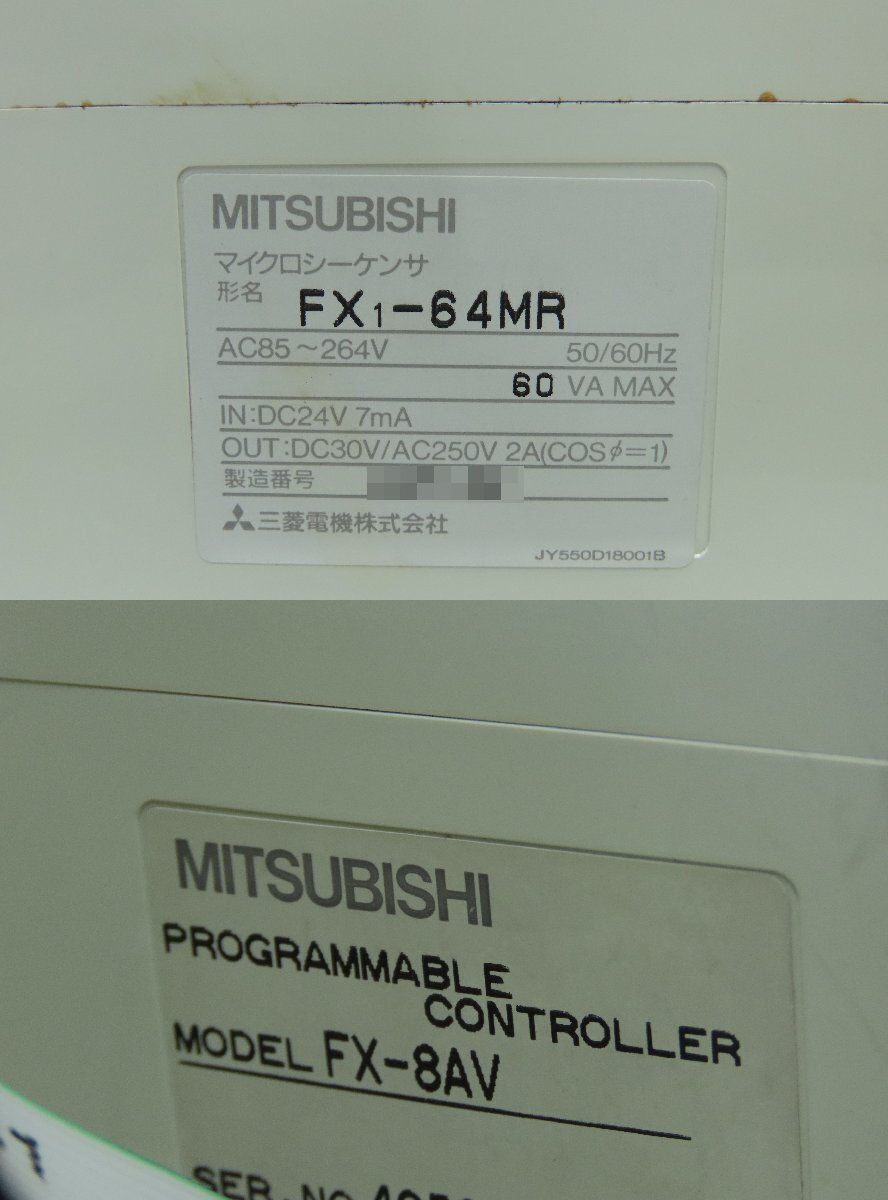 MITSUBISHI
マイクロシーケンサ
形名 FX1-64MR
AC85~264V 50/60Hz
60 VA MAX
IN:DC24V 7mA
OUT:DC30V/AC250V 2A(COSφ=1)
製造番号
三菱電機株式会社
JY550D18001B
MITSUBISHI
PROGRAMMABLE
CONTROLLER
MODEL FX-8AV
SER.NO